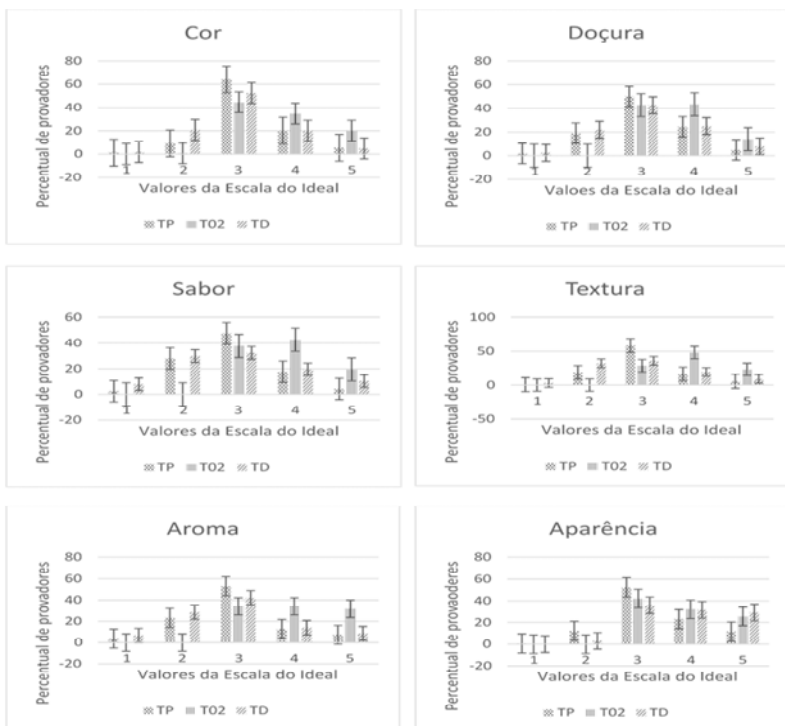 Cor
Percentual de provadores
80
60
40
20
0
-20
1 2 3 4 5
Valores da Escala do Ideal
TP T02 TD
Doçura
Percentual de provadores
80
60
40
20
0
-20
1 2 3 4 5
Valoes da Escala do Ideal
TP T02 TD
Sabor
Percentual de provadores
60
40
20
0
-20
1 2 3 4 5
Valores da Escala do Ideal
TP T02 TD
Textura
Percentual de provadores
100
50
0
-50
1 2 3 4 5
Valores da Escala do Ideal
TP T02 TD
Aroma
Percentual de provadores
80
60
40
20
0
-20
1 2 3 4 5
Valores da Escala do Ideal
TP T02 TD
Aparência
Percentual de provaoderes
80
60
40
20
0
-20
1 2 3 4 5
Valores da Escala do Ideal
TP T02 TD